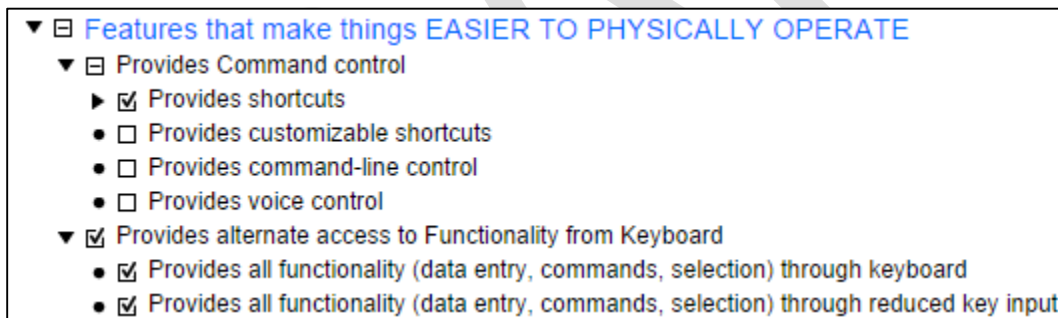 Features that make things EASIER TO PHYSICALLY OPERATE
Provides Command control
Provides shortcuts
Provides customizable shortcuts
Provides command-line control
Provides voice control
Provides alternate access to Functionality from Keyboard
Provides all functionality (data entry, commands, selection) through keyboard
Provides all functionality (data entry, commands, selection) through reduced key input